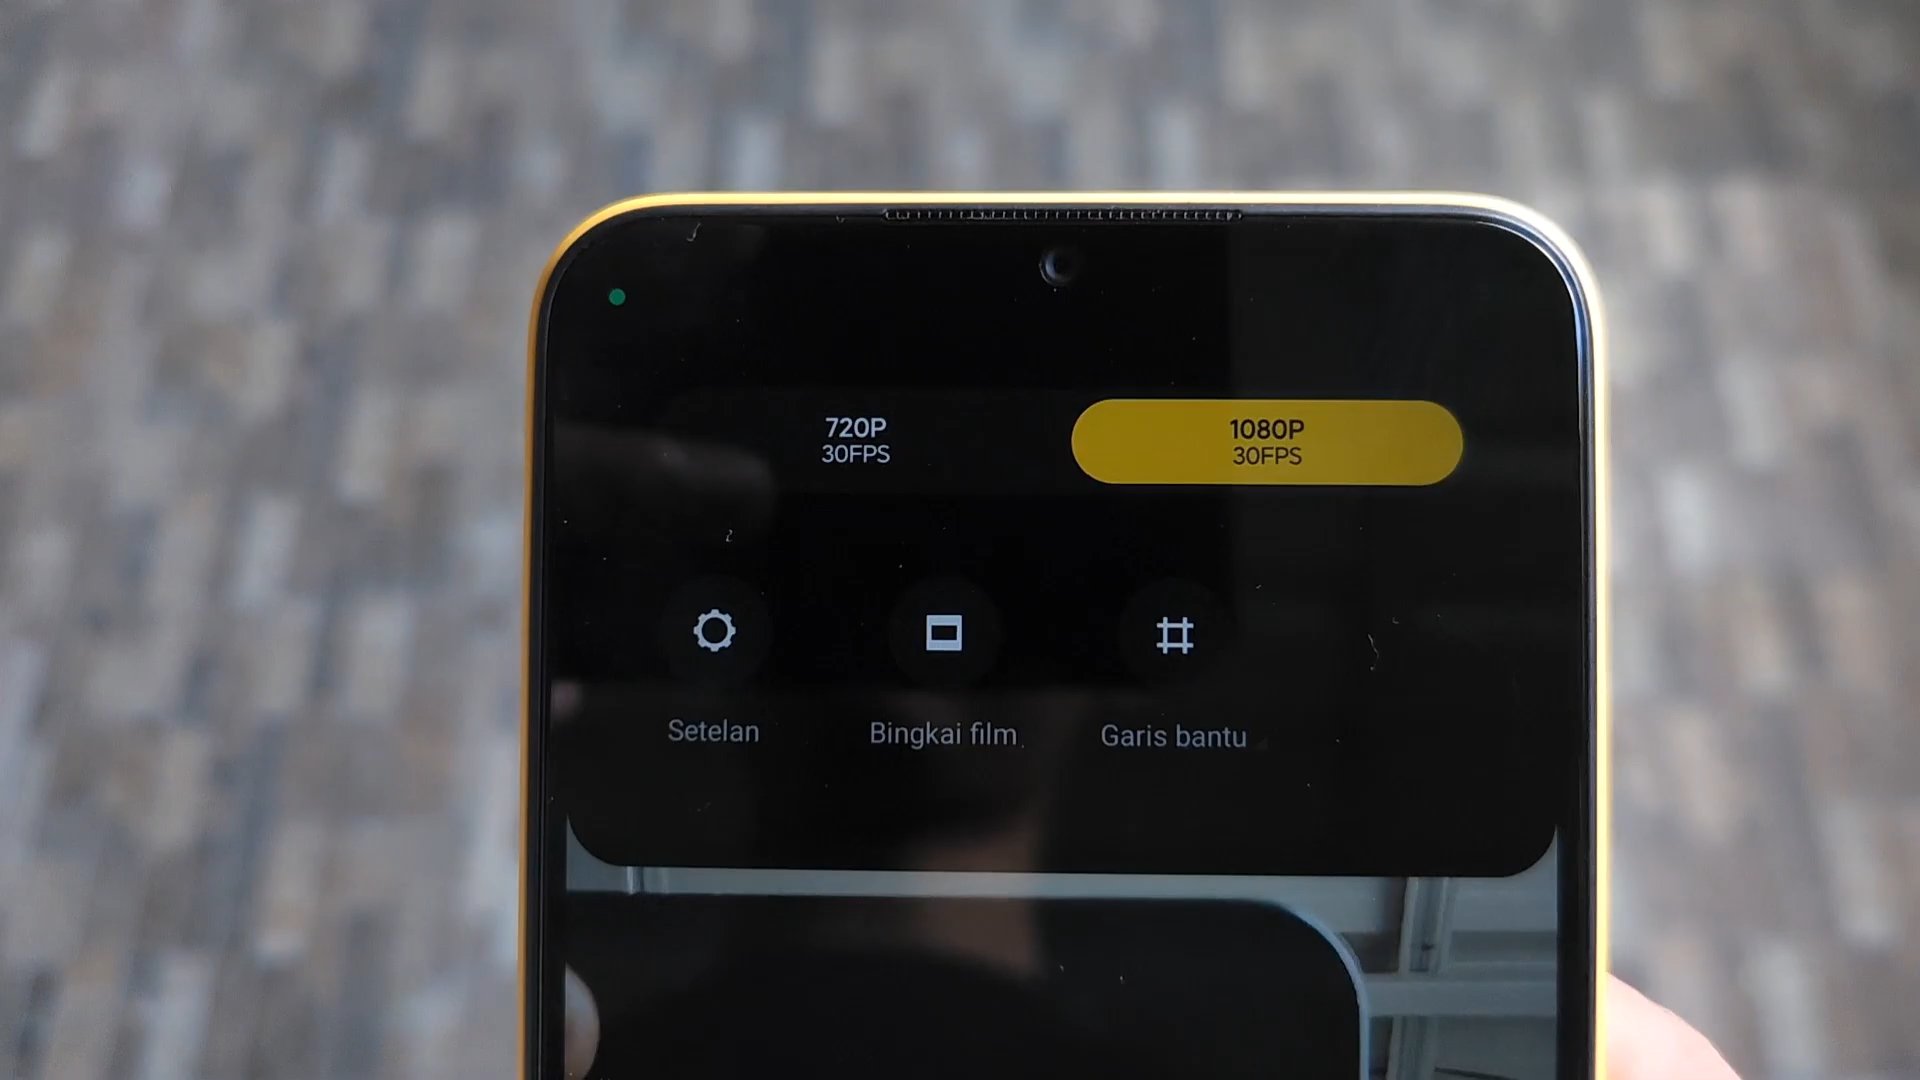 720P
30FPS
1080P
30FPS
Setelan
Bingkai film
Garis bantu